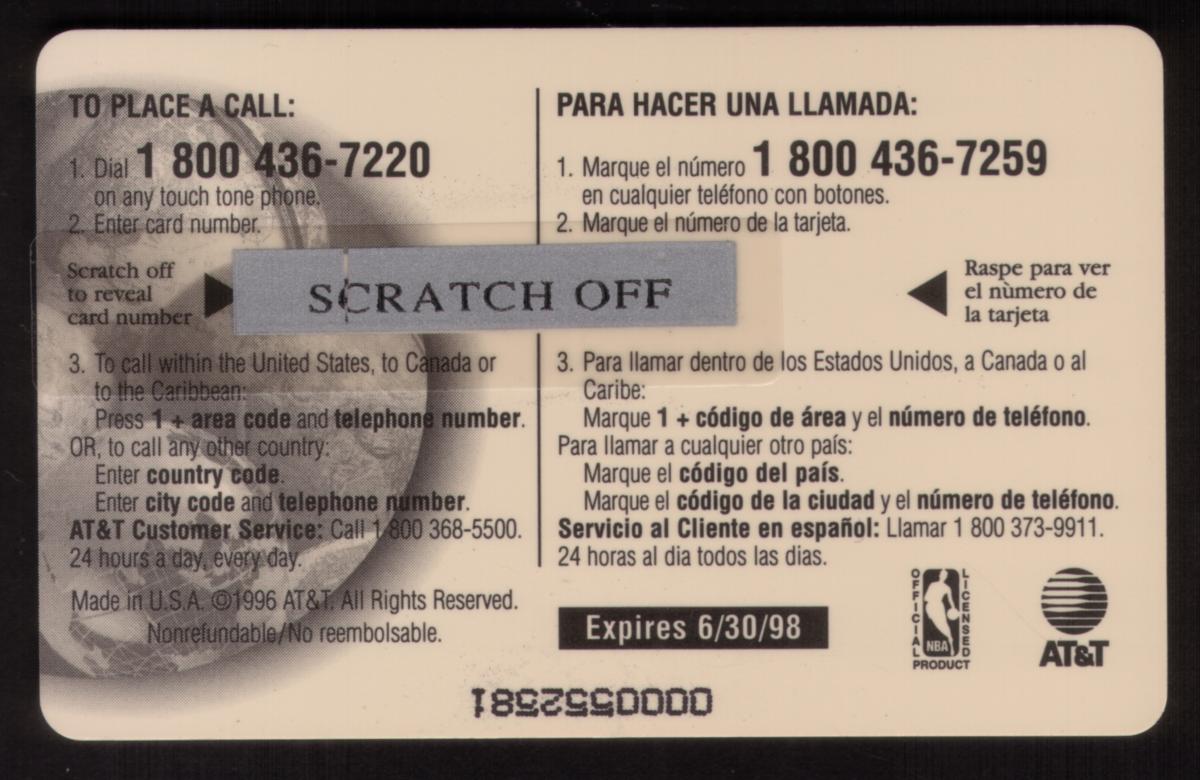 TO PLACE A CALL:
1. Dial 1 800 436-7220
on any touch tone phone.
2. Enter card number.
Scratch off
to reveal
card number
SCRATCH OFF
3. To call within the United States, to Canada or
to the Caribbean:
Press 1 + area code and telephone number.
OR, to call any other country:
Enter country code.
Enter city code and telephone number.
AT&T Customer Service: Call 1 800 368-5500.
24 hours a day, every day.
Made in U.S.A. ©1996 AT&T. All Rights Reserved.
Nonrefundable/No reembolsable.
PARA HACER UNA LLAMADA:
1. Marque el número 1 800 436-7259
en cualquier teléfono con botones.
2. Marque el número de la tarjeta.
Raspe para ver
el nùmero de
la tarjeta
3. Para llamar dentro de los Estados Unidos, a Canada o al
Caribe:
Marque 1 + código de área y el número de teléfono.
Para llamar a cualquier otro país:
Marque el código del país.
Marque el código de la ciudad y el número de teléfono.
Servicio al Cliente en español: Llamar 1 800 373-9911.
24 horas al dia todos las dias.
Expires 6/30/98
OFFICIAL
LICENSED
NBA
PRODUCT
AT&T
0000552581